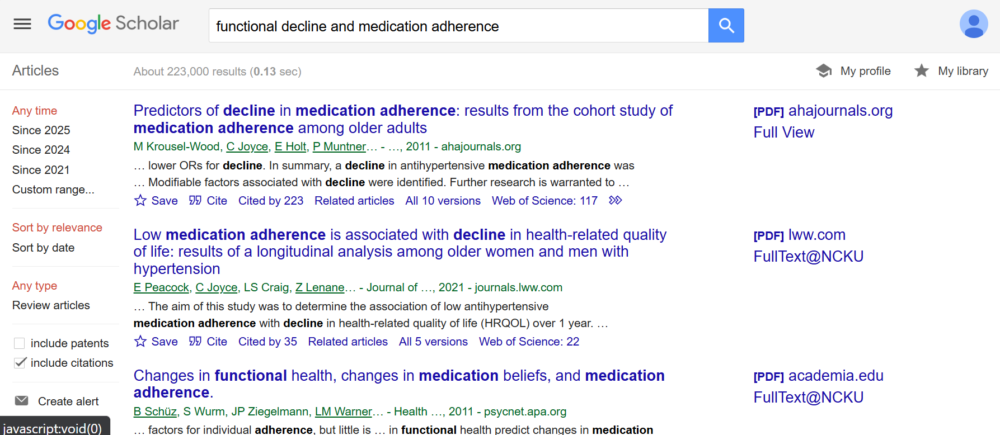 Google Scholar
functional decline and medication adherence
Articles
About 223,000 results (0.13 sec)
My profile
My library
Any time
Since 2025
Since 2024
Since 2021
Custom range...
Sort by relevance
Sort by date
Any type
Review articles
include patents
include citations
Create alert
javascript:void(0)
Predictors of decline in medication adherence: results from the cohort study of
medication adherence among older adults
M Krousel-Wood, C Joyce, E Holt, P Muntner… - …, 2011 - ahajournals.org
… lower ORs for decline. In summary, a decline in antihypertensive medication adherence was
… Modifiable factors associated with decline were identified. Further research is warranted to …
Save Cite Cited by 223 Related articles All 10 versions Web of Science: 117
[PDF] ahajournals.org
Full View
Low medication adherence is associated with decline in health-related quality
of life: results of a longitudinal analysis among older women and men with
hypertension
E Peacock, C Joyce, LS Craig, Z Lenane… - Journal of …, 2021 - journals.lww.com
… The aim of this study was to determine the association of low antihypertensive
medication adherence with decline in health-related quality of life (HRQOL) over 1 year. …
Save Cite Cited by 35 Related articles All 5 versions Web of Science: 22
[PDF] lww.com
FullText@NCKU
Changes in functional health, changes in medication beliefs, and medication
adherence.
B Schüz, S Wurm, JP Ziegelmann, LM Warner… - Health …, 2011 - psycnet.apa.org
… factors for individual adherence, but little is … in functional health predict changes in medication
[PDF] academia.edu
FullText@NCKU